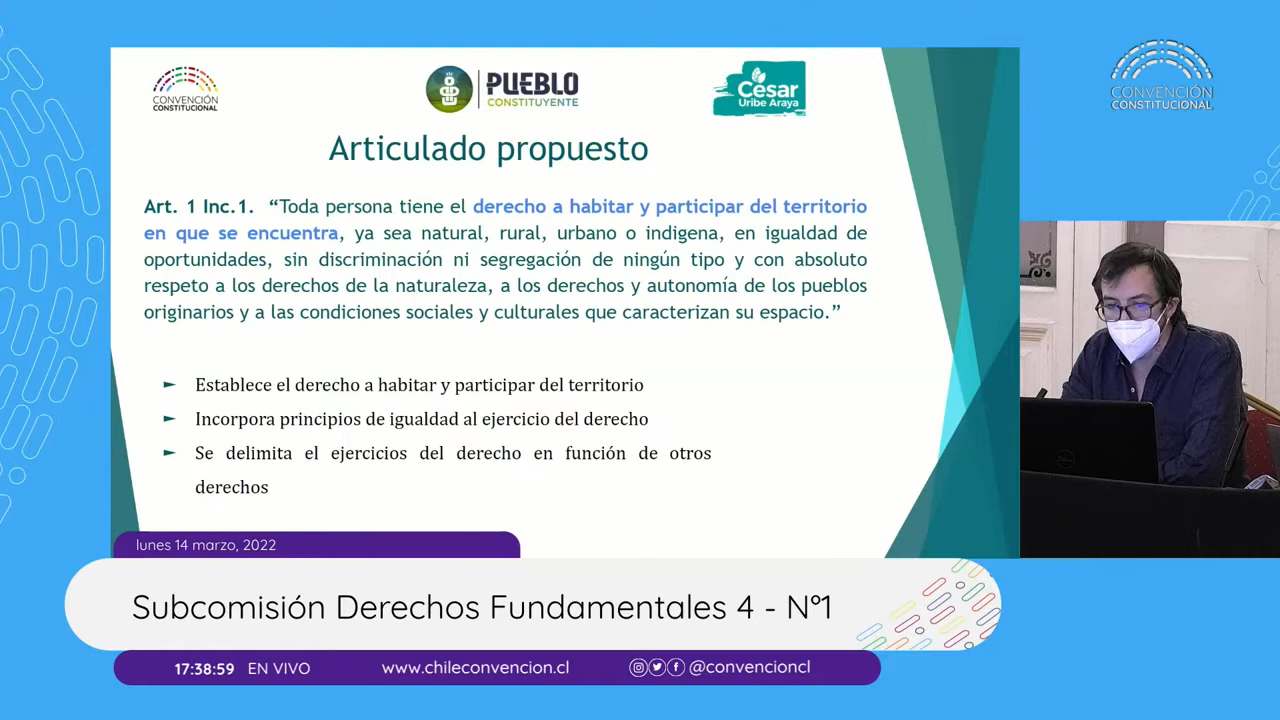 CONVENCIÓN
CONSTITUCIONAL
PUEBLO
CONSTITUYENTE
César
Uribe Araya
CONVENCIÓN
CONSTITUCIONAL
Articulado propuesto
Art. 1 Inc.1. “Toda persona tiene el derecho a habitar y participar del territorio
en que se encuentra, ya sea natural, rural, urbano o indigena, en igualdad de
oportunidades, sin discriminación ni segregación de ningún tipo y con absoluto
respeto a los derechos de la naturaleza, a los derechos y autonomía de los pueblos
originarios y a las condiciones sociales y culturales que caracterizan su espacio.”
► Establece el derecho a habitar y participar del territorio
► Incorpora principios de igualdad al ejercicio del derecho
► Se delimita el ejercicios del derecho en función de otros
derechos
lunes 14 marzo, 2022
Subcomisión Derechos Fundamentales 4 - N°1
17:38:59 EN VIVO www.chileconvencion.cl @convencioncl